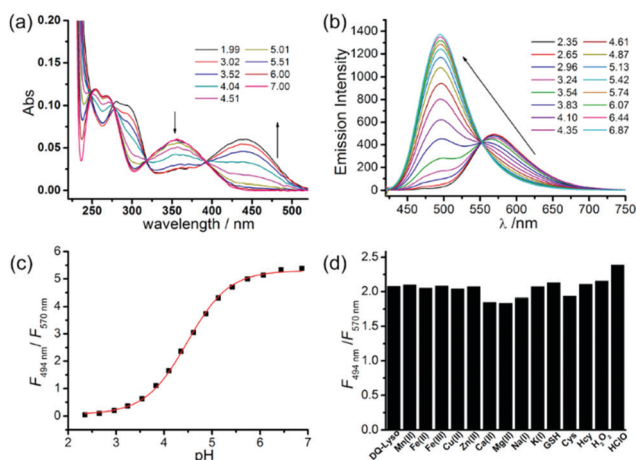 (a)
0.20
0.15
0.10
0.05
0.00
Abs
1.99 5.01
3.02 5.51
3.52 6.00
4.04 7.00
4.51
250 300 350 400 450 500
wavelength / nm
(b)
1400
1200
1000
800
600
400
200
0
Emission Intensity
2.35 4.61
2.65 4.87
2.96 5.13
3.24 5.42
3.54 5.74
3.83 6.07
4.10 6.44
4.35 6.87
450 500 550 600 650 700 750
λ /nm
(c)
6
5
4
3
2
1
0
F494 nm/ F570 nm
2 3 4 5 6 7
pH
(d)
2.5
2.0
1.5
1.0
0.5
0.0
F494 nm/F570 nm
DQ-Lyso Mn(II) Fe(II) Fe(III) Cu(II) Zn(II) Ca(II) Mg(II) Na(I) K(I) GSH Cys Hcy H2O2 HClO